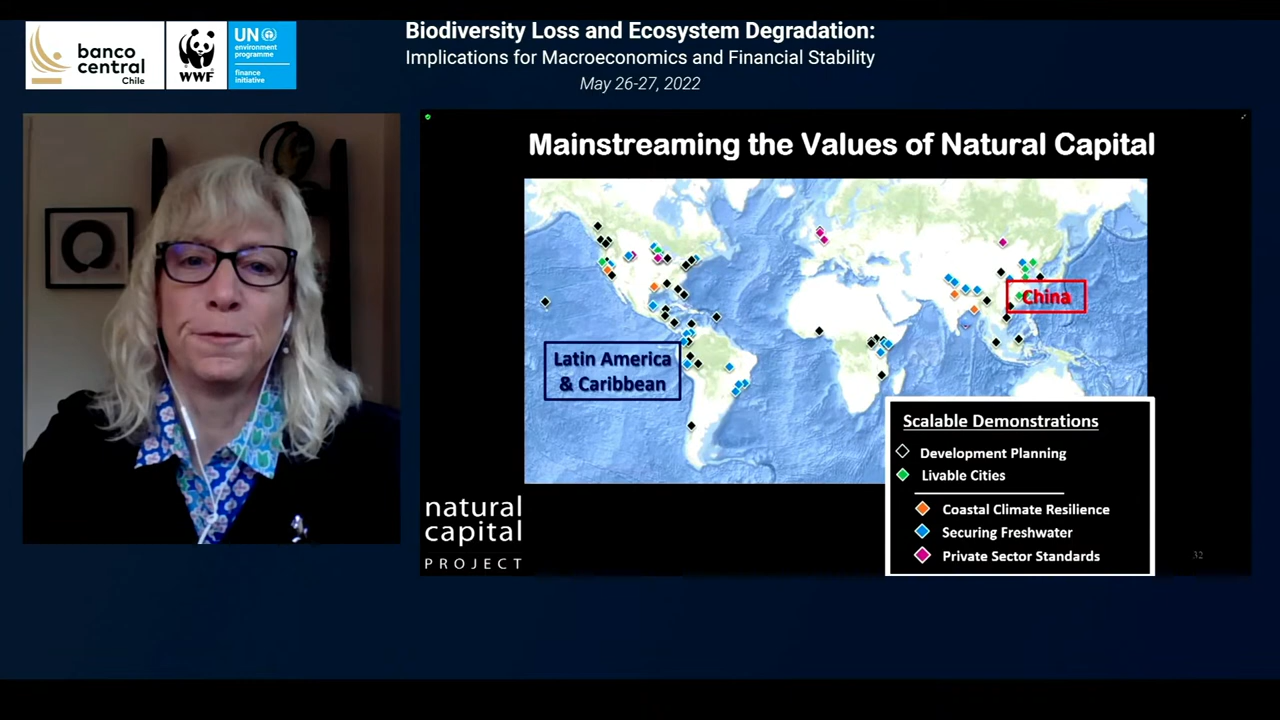 banco
central
Chile
WWF
UN
environment
programme
finance
initiative
Biodiversity Loss and Ecosystem Degradation:
Implications for Macroeconomics and Financial Stability
May 26-27, 2022
Mainstreaming the Values of Natural Capital
China
Latin America
& Caribbean
Scalable Demonstrations
Development Planning
Livable Cities
Coastal Climate Resilience
Securing Freshwater
Private Sector Standards
natural
capital
PROJECT
32